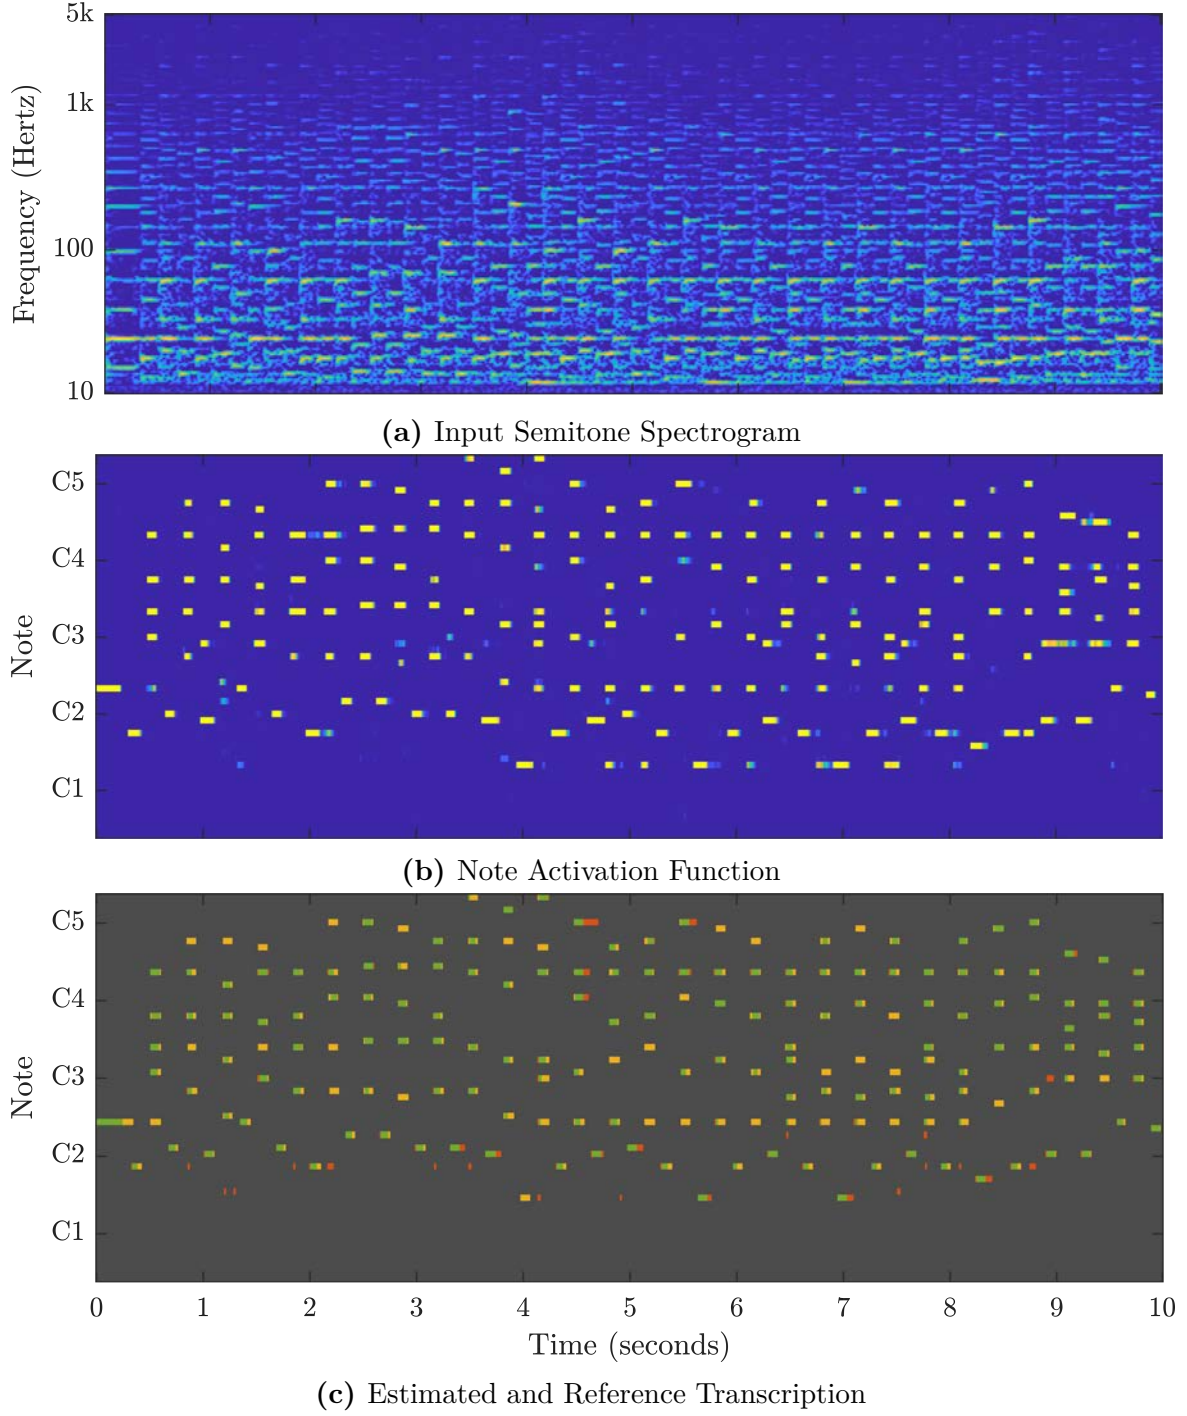 5k
1k
100
10
Frequency (Hertz)
(a) Input Semitone Spectrogram
C5
C4
C3
C2
C1
Note
(b) Note Activation Function
C5
C4
C3
C2
C1
Note
0 1 2 3 4 5 6 7 8 9 10
Time (seconds)
(c) Estimated and Reference Transcription